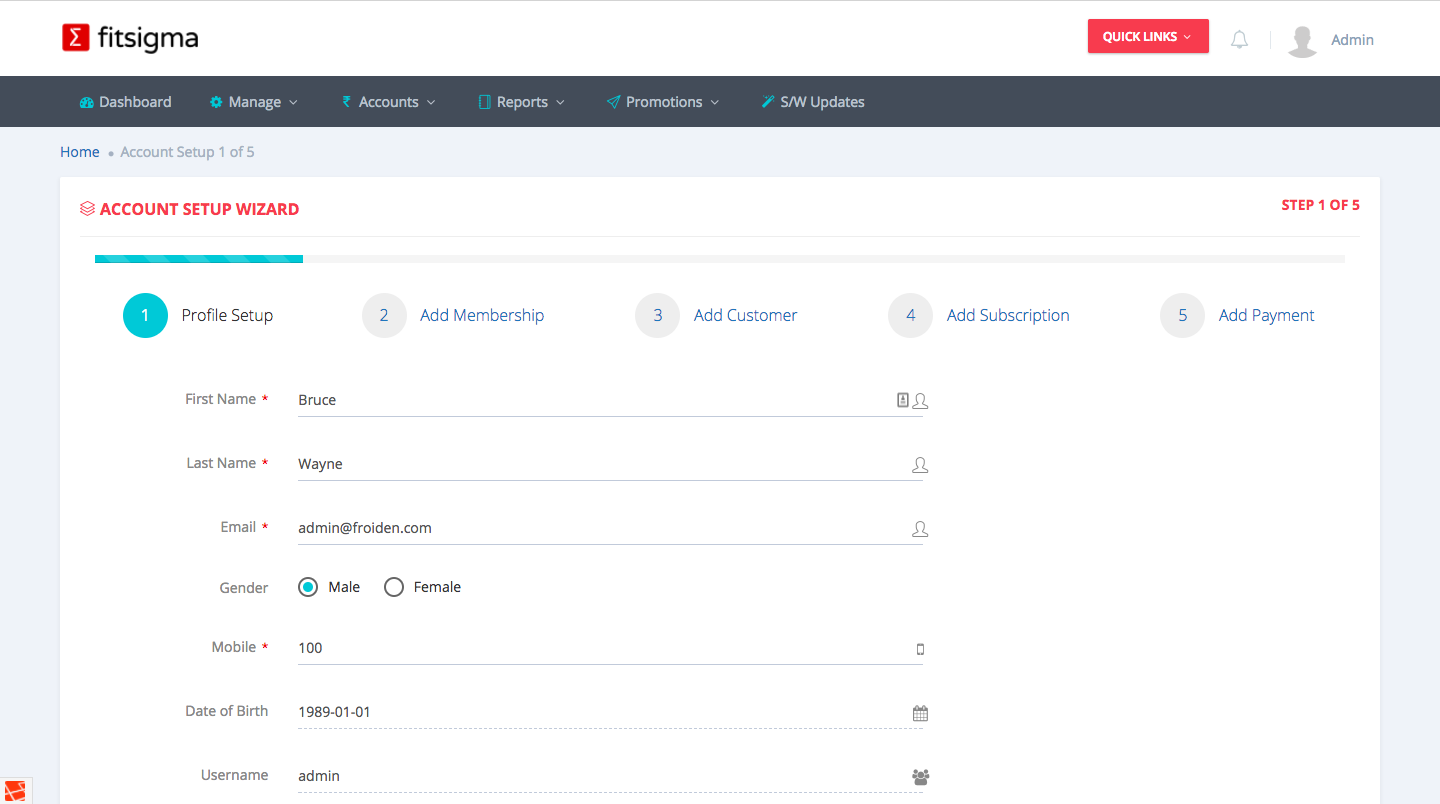 Σ fitsigma
QUICK LINKS
Admin
Dashboard Manage ₹ Accounts Reports Promotions S/W Updates
Home • Account Setup 1 of 5
ACCOUNT SETUP WIZARD
STEP 1 OF 5
1 Profile Setup 2 Add Membership 3 Add Customer 4 Add Subscription 5 Add Payment
First Name * Bruce
Last Name * Wayne
Email * admin@froiden.com
Gender Male Female
Mobile * 100
Date of Birth 1989-01-01
Username admin